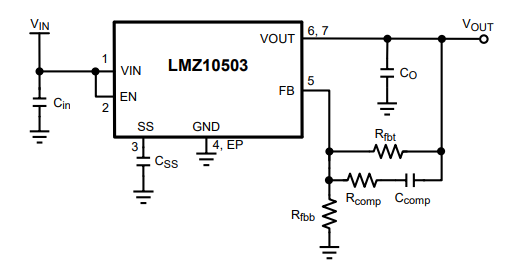 VIN
VOUT
6, 7
VOUT
1
VIN
LMZ10503
CO
5
FB
Cin
EN
2
SS
GND
3
4, EP
CSS
Rfbt
Rcomp
Ccomp
Rfbb